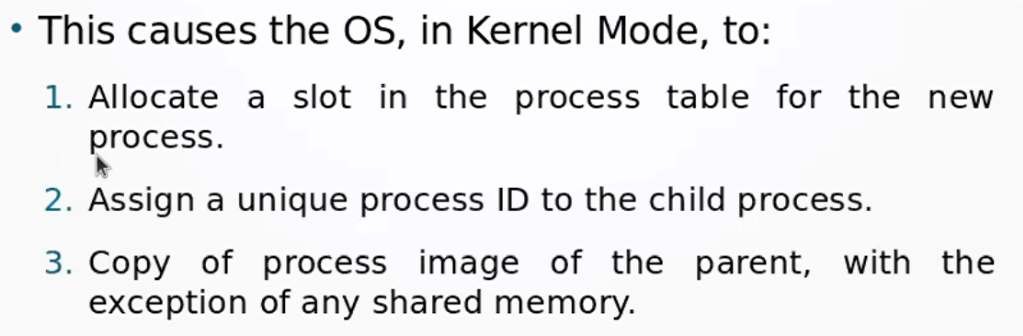 • This causes the OS, in Kernel Mode, to:
1. Allocate a slot in the process table for the new
process.
2. Assign a unique process ID to the child process.
3. Copy of process image of the parent, with the
exception of any shared memory.